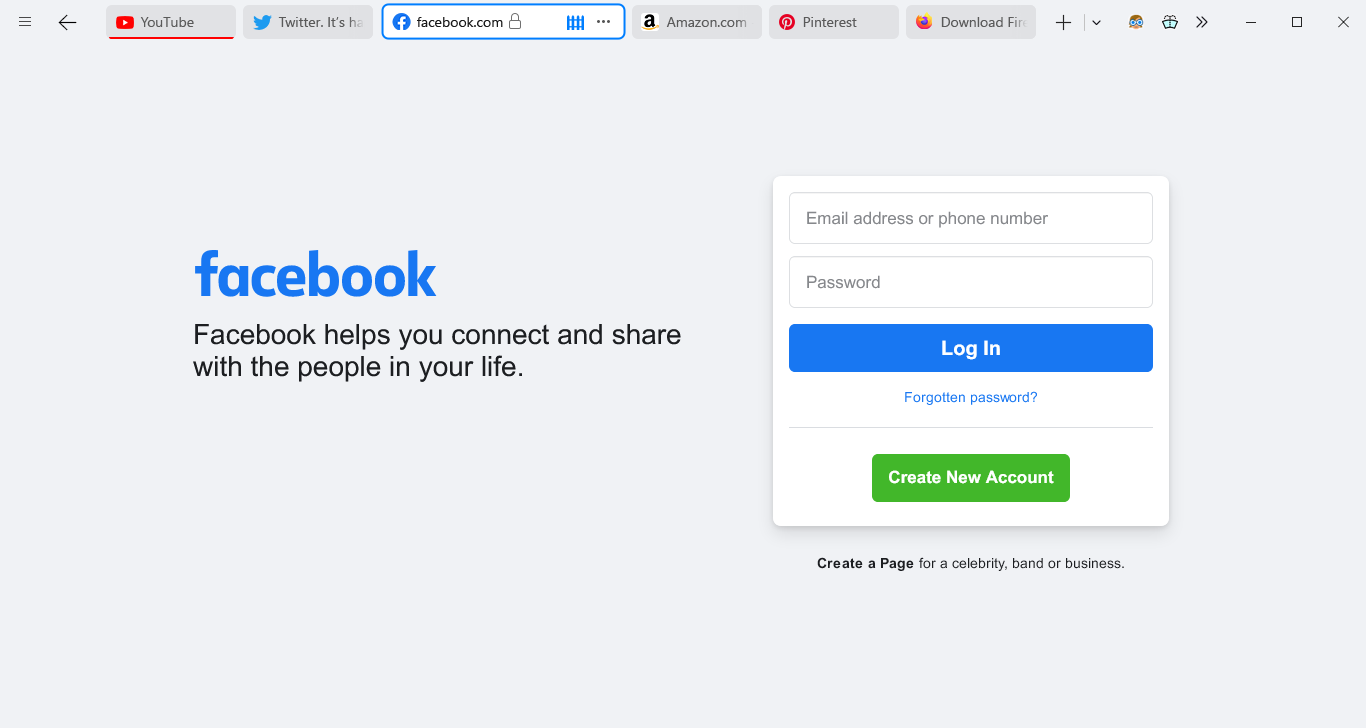 YouTube
Twitter. It's ha
facebook.com
Amazon.com
Pinterest
Download Fire
facebook
Facebook helps you connect and share
with the people in your life.
Email address or phone number
Password
Log In
Forgotten password?
Create New Account
Create a Page for a celebrity, band or business.